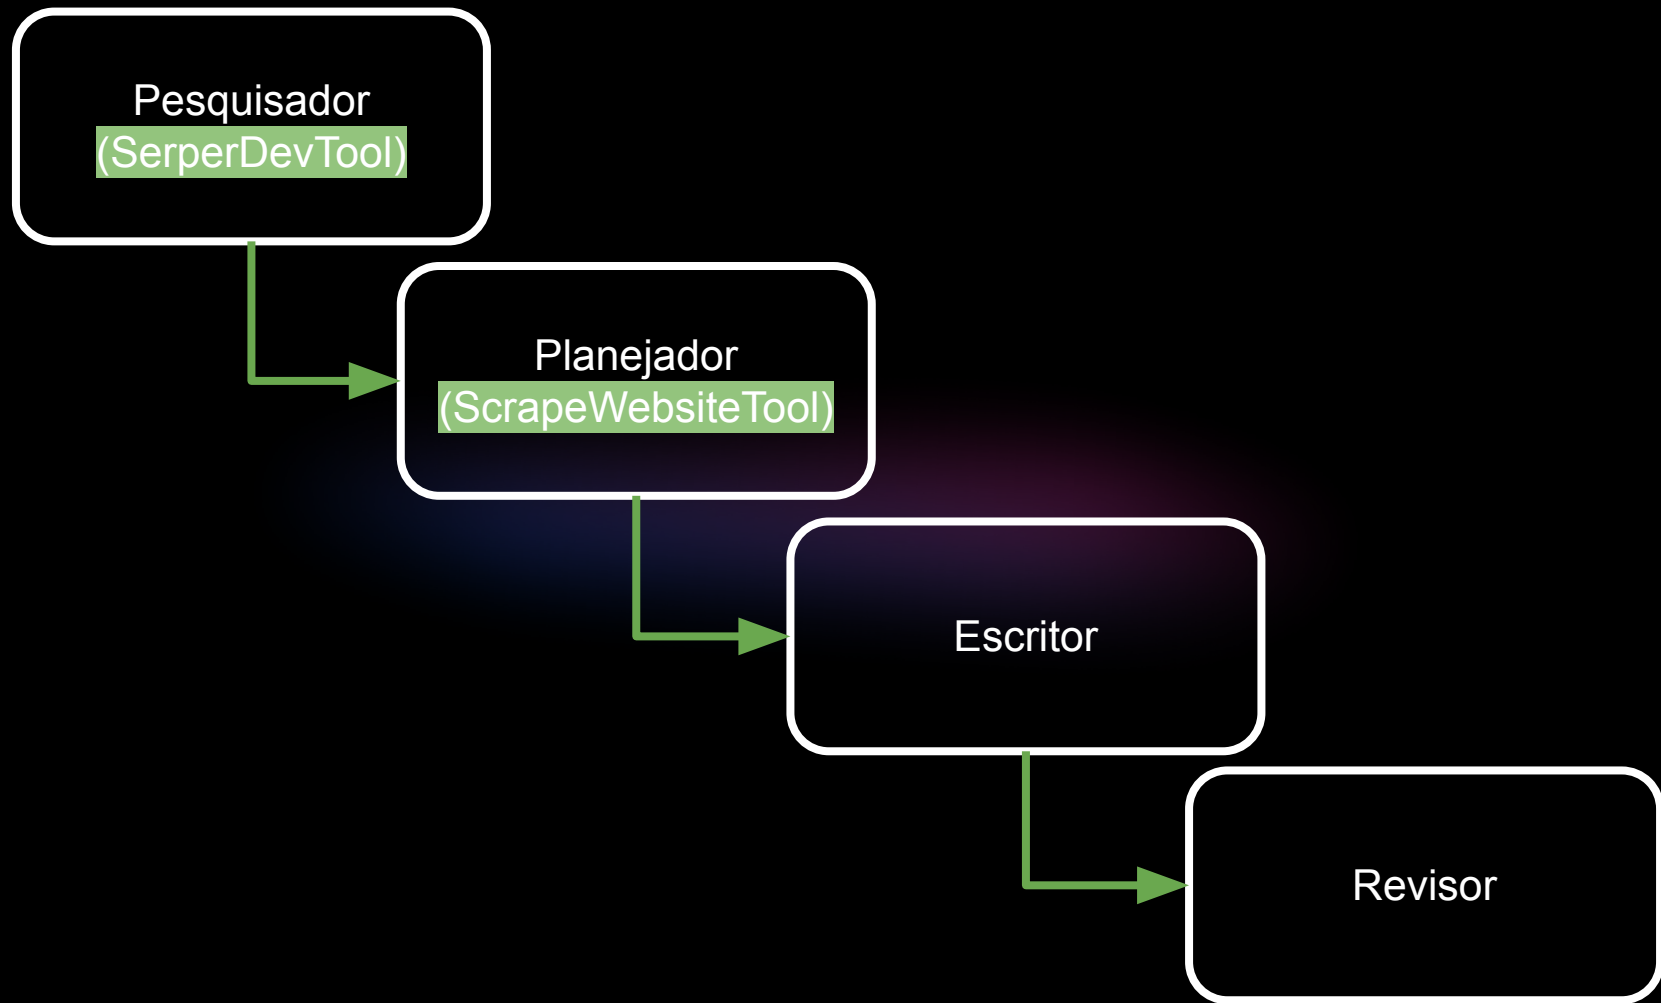 Pesquisador
(SerperDevTool)
Planejador
(ScrapeWebsiteTool)
Escritor
Revisor